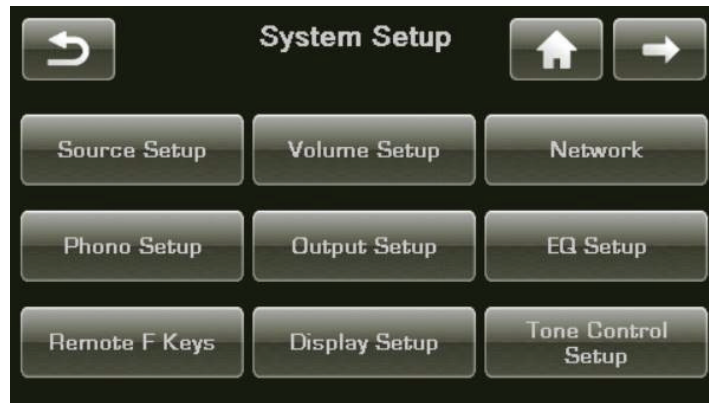 System Setup
Source Setup
Volume Setup
Network
Phono Setup
Output Setup
EQ Setup
Remote F Keys
Display Setup
Tone Control
Setup